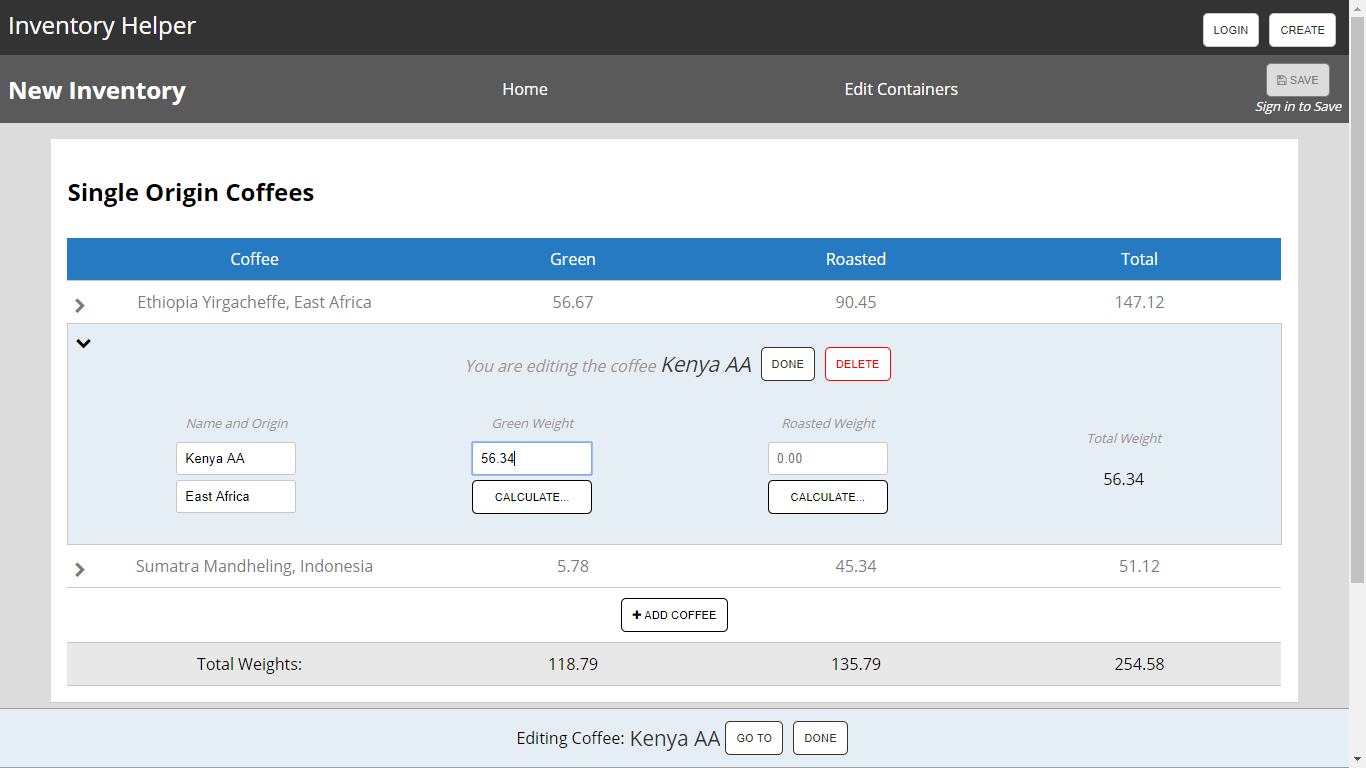 Inventory Helper
LOGIN CREATE
New Inventory Home Edit Containers SAVE
Sign in to Save
Single Origin Coffees
Coffee Green Roasted Total
Ethiopia Yirgacheffe, East Africa 56.67 90.45 147.12
You are editing the coffee Kenya AA DONE DELETE
Name and Origin Green Weight Roasted Weight Total Weight
Kenya AA 56.34 0.00 56.34
East Africa CALCULATE... CALCULATE...
Sumatra Mandheling, Indonesia 5.78 45.34 51.12
+ ADD COFFEE
Total Weights: 118.79 135.79 254.58
Editing Coffee: Kenya AA GO TO DONE